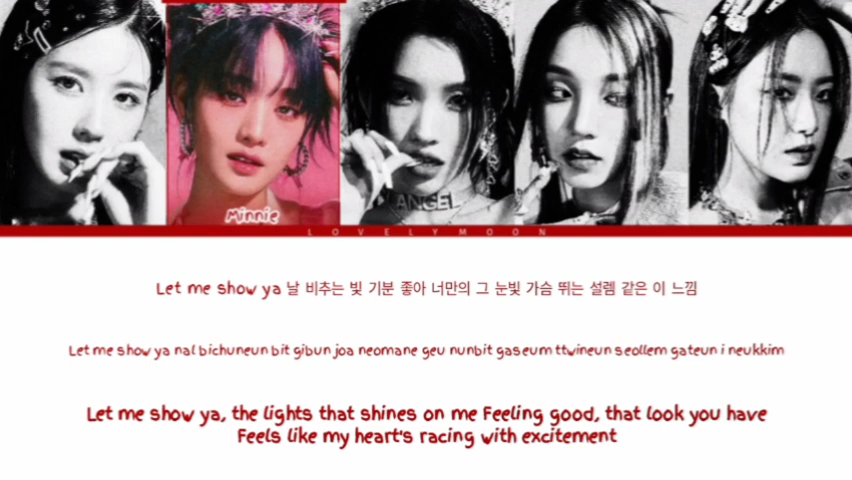 ANGEL
Minnie
LOVELYMOON
Let me show ya 날 비추는 빛 기분 좋아 너만의 그 눈빛 가슴 뛰는 설렘 같은 이 느낌
Let me show ya nal bichuneun bit gibun joa neomane geu nunbit gaseum ttwineun seollem gateun i neukkim
Let me show ya, the lights that shines on me Feeling good, that look you have
Feels like my heart's racing with excitement